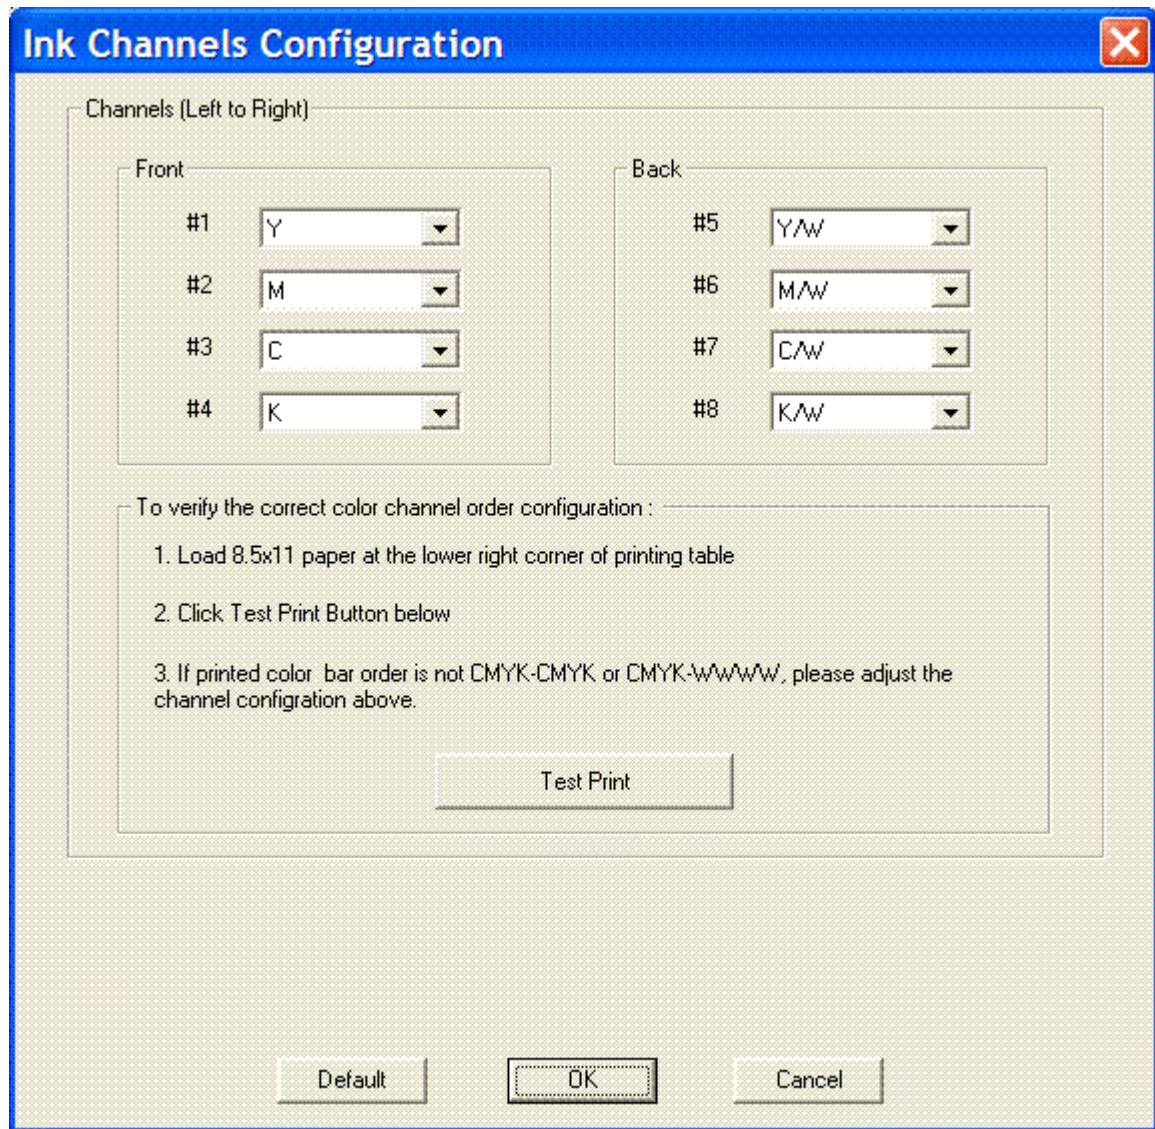 Ink Channels Configuration
Channels (Left to Right)
Front
#1 Y
#2 M
#3 C
#4 K
Back
#5 Y/W
#6 M/W
#7 C/W
#8 K/W
To verify the correct color channel order configuration :
1. Load 8.5x11 paper at the lower right corner of printing table
2. Click Test Print Button below
3. If printed color bar order is not CMYK-CMYK or CMYK-WWWW, please adjust the
channel configration above.
Test Print
Default OK Cancel